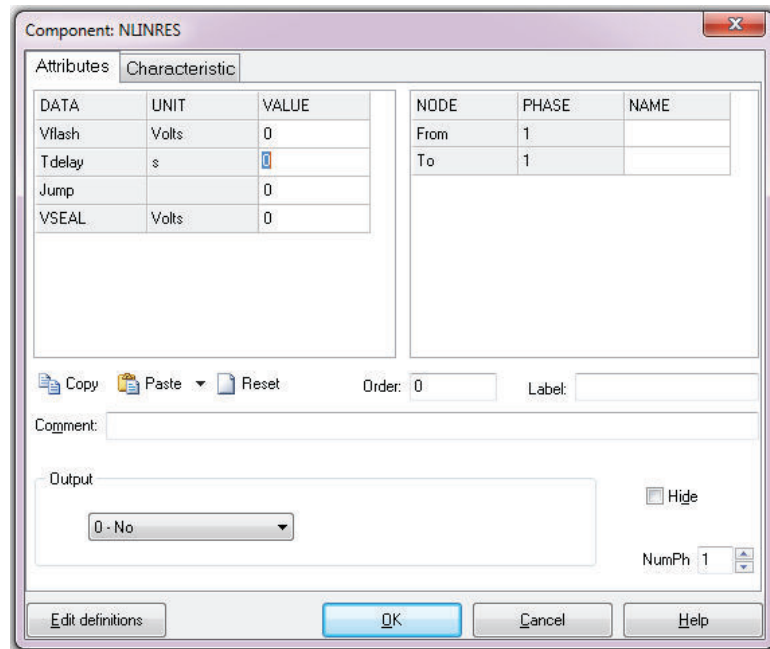 Component: NLINRES
x
Attributes Characteristic
DATA UNIT VALUE
Vflash Volts 0
Tdelay s 0
Jump 0
VSEAL Volts 0
NODE PHASE NAME
From 1
To 1
Copy Paste Reset Order: 0 Label:
Comment:
Output
0 - No
Hide
NumPh 1
Edit definitions OK Cancel Help